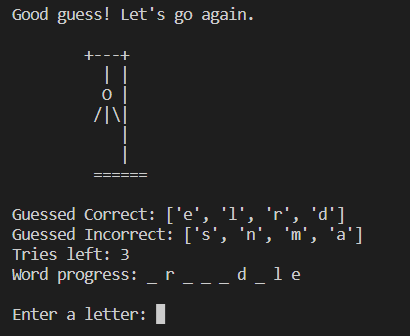 Good guess! Let's go again.
+---+
| |
O |
/|\|
|
|
======
Guessed Correct: ['e', 'l', 'r', 'd']
Guessed Incorrect: ['s', 'n', 'm', 'a']
Tries left: 3
Word progress: _ r _ _ _ d _ l e
Enter a letter: